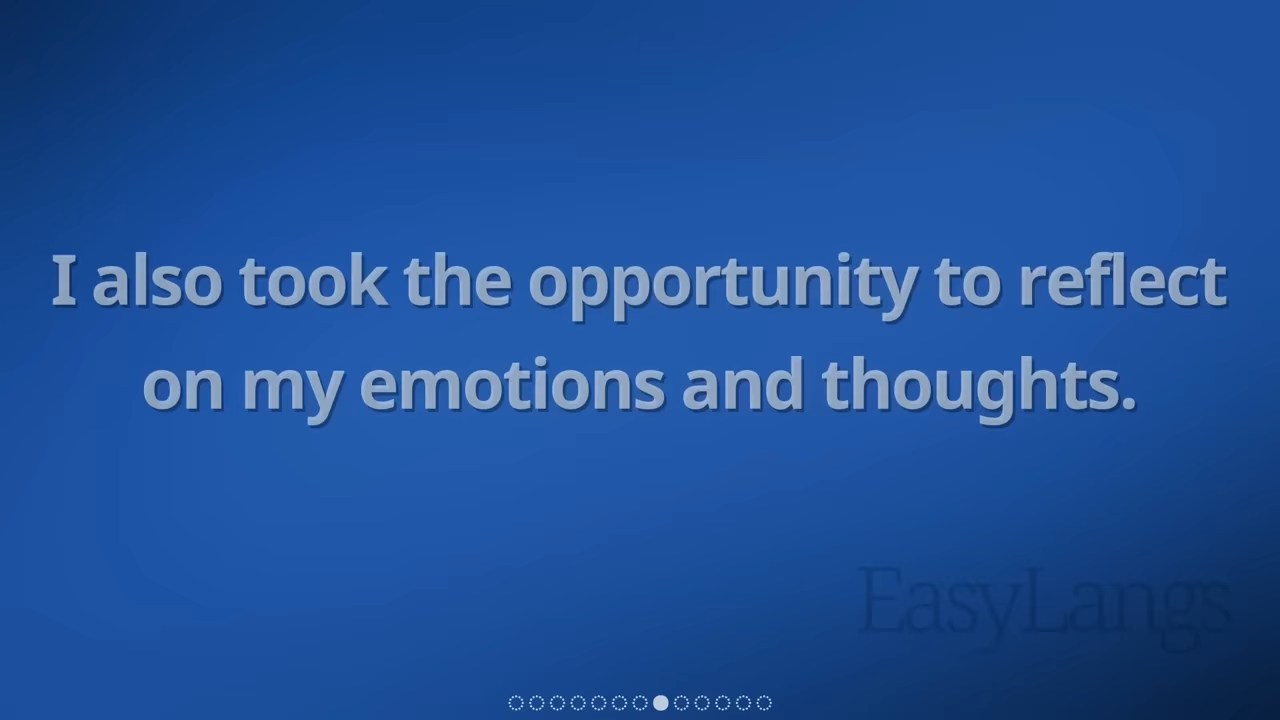 I also took the opportunity to reflect
on my emotions and thoughts.
EasyLangs